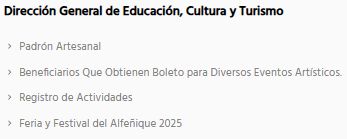 Dirección General de Educación, Cultura y Turismo
› Padrón Artesanal
› Beneficiarios Que Obtienen Boleto para Diversos Eventos Artísticos.
› Registro de Actividades
› Feria y Festival del Alfeñique 2025